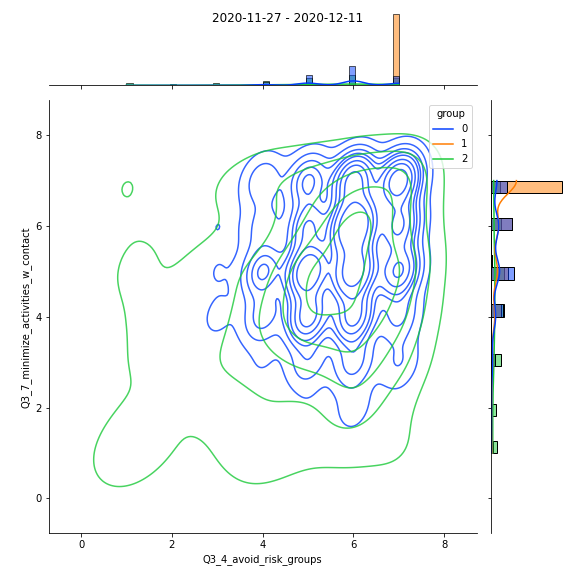 2020-11-27 - 2020-12-11
group
0
1
2
8
6
4
2
0
Q3_7_minimize_activities_w_contact
0 2 4 6 8
Q3_4_avoid_risk_groups